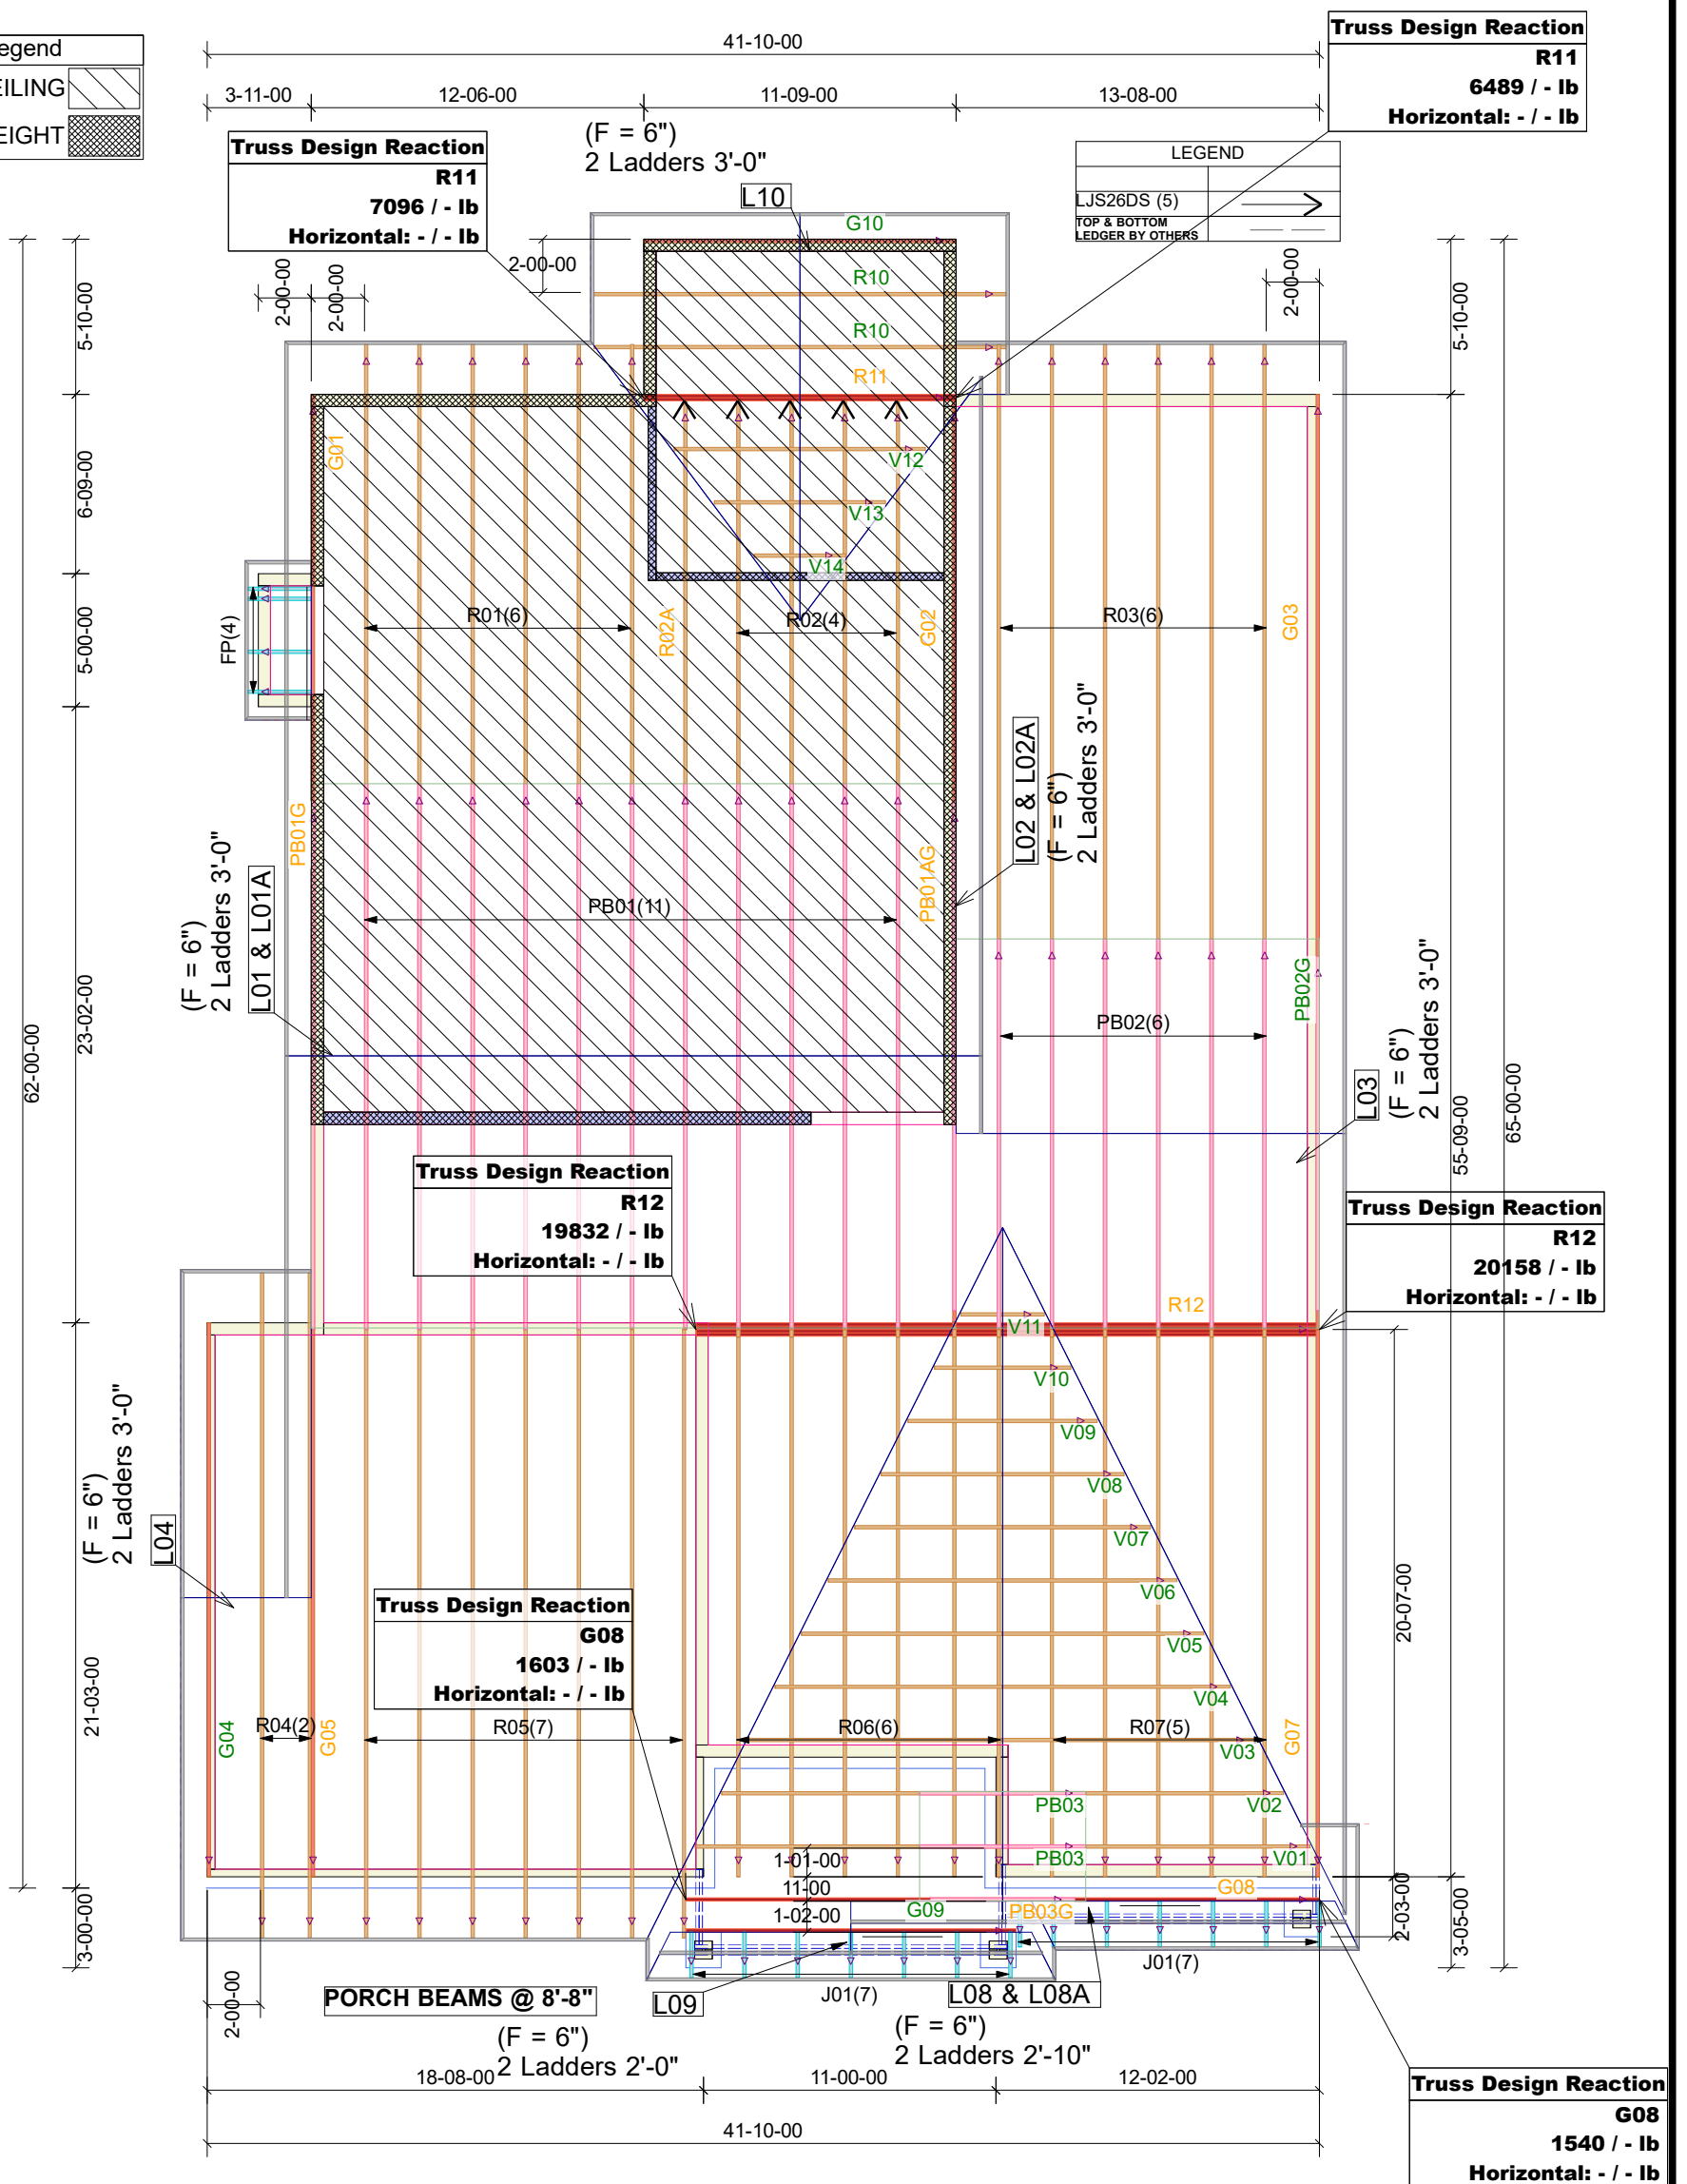 egend
EILING
EIGHT
41-10-00
3-11-00
12-06-00
11-09-00
13-08-00
Truss Design Reaction
R11
6489 / - lb
Horizontal: - / - lb
Truss Design Reaction
R11
7096 / - lb
Horizontal: - / - lb
(F = 6")
2 Ladders 3'-0"
L10
LEGEND
LJS26DS (5)
TOP & BOTTOM
LEDGER BY OTHERS
G10
2-00-00
R10
2-00-00
2-00-00
2-00-00
5-10-00
5-10-00
R10
R11
G01
V12
6-09-00
V13
V14
R01(6)
R02A
R02(4)
G02
R03(6)
G03
FP(4)
5-00-00
L02 & L02A
(F = 6")
2 Ladders 3'-0"
PB01G
PB01(11)
PB01AG
(F = 6")
2 Ladders 3'-0"
L01 & L01A
23-02-00
62-00-00
PB02G
PB02(6)
(F = 6")
2 Ladders 3'-0"
L03
55-09-00
65-00-00
Truss Design Reaction
R12
19832 / - lb
Horizontal: - / - lb
Truss Design Reaction
R12
20158 / - lb
Horizontal: - / - lb
R12
V11
V10
V09
V08
V07
V06
V05
V04
V03
V02
V01
(F = 6")
2 Ladders 3'-0"
L04
21-03-00
20-07-00
Truss Design Reaction
G08
1603 / - lb
Horizontal: - / - lb
G04
R04(2)
G05
R05(7)
R06(6)
R07(5)
G07
PB03
PB03
1-01-00
11-00
1-02-00
G08
G09
PB03G
3-00-00
2-03-00
3-05-00
J01(7)
J01(7)
2-00-00
PORCH BEAMS @ 8'-8"
L09
L08 & L08A
(F = 6")
2 Ladders 2'-0"
(F = 6")
2 Ladders 2'-10"
18-08-00
11-00-00
12-02-00
41-10-00
Truss Design Reaction
G08
1540 / - lb
Horizontal: - / - lb